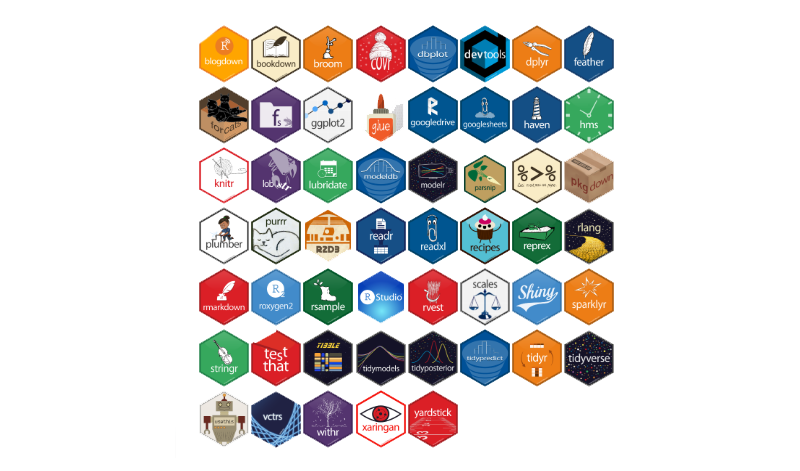 blogdown
bookdown
broom
covr
dbplot
devtools
dplyr
feather
forcats
fs
ggplot2
glue
googledrive
googlesheets
haven
hms
knitr
lobstr
lubridate
modeldb
modelr
parsnip
%>%
pkgdown
plumber
purrr
R2D3
readr
readxl
recipes
reprex
rlang
rmarkdown
R
roxygen2
rsample
R Studio
rvest
scales
Shiny
sparklyr
stringr
test
that
TIBBLE
tidymodels
tidyposterior
tidypredict
tidyr
tidyverse
usethis
vctrs
withr
xaringan
yardstick